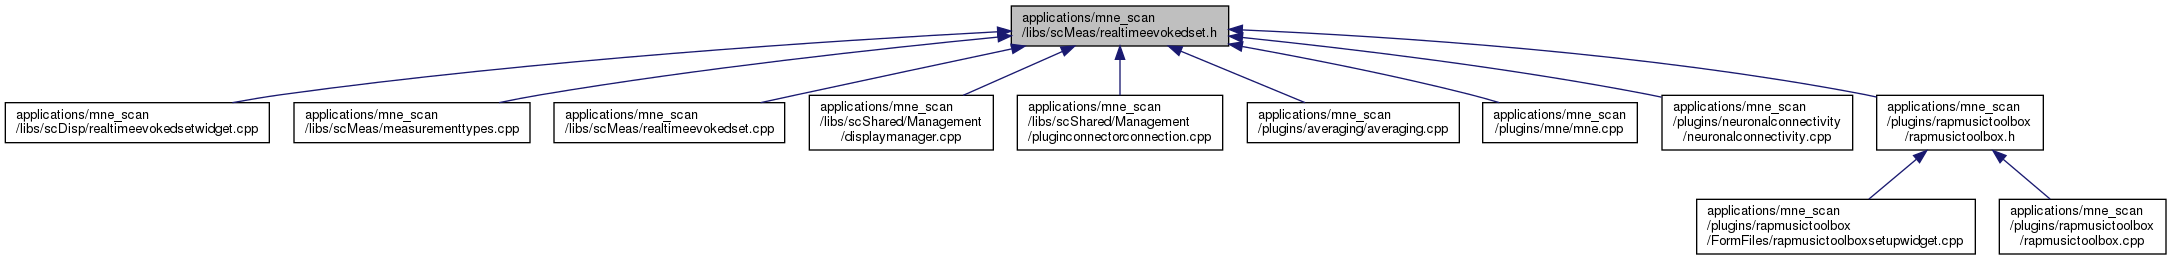 applications/mne_scan
/libs/scMeas/realtimeevokedset.h
applications/mne_scan
/libs/scDisp/realtimeevokedsetwidget.cpp
applications/mne_scan
/libs/scMeas/measurementtypes.cpp
applications/mne_scan
/libs/scMeas/realtimeevokedset.cpp
applications/mne_scan
/libs/scShared/Management
/displaymanager.cpp
applications/mne_scan
/libs/scShared/Management
/pluginconnectorconnection.cpp
applications/mne_scan
/plugins/averaging/averaging.cpp
applications/mne_scan
/plugins/mne/mne.cpp
applications/mne_scan
/plugins/neuronalconnectivity
/neuronalconnectivity.cpp
applications/mne_scan
/plugins/rapmusictoolbox
/rapmusictoolbox.h
applications/mne_scan
/plugins/rapmusictoolbox
/FormFiles/rapmusictoolboxsetupwidget.cpp
applications/mne_scan
/plugins/rapmusictoolbox
/rapmusictoolbox.cpp